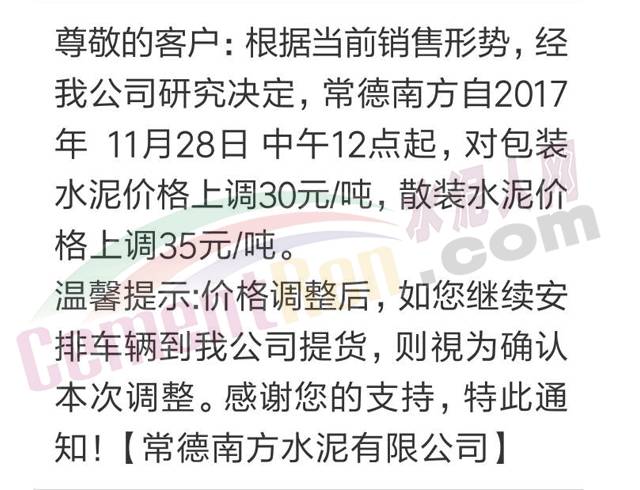 尊敬的客户：根据当前销售形势，经
我公司研究决定，常德南方自2017
年 11月28日 中午12点起，对包装
水泥价格上调30元/吨，散装水泥价
格上调35元/吨。
温馨提示:价格调整后，如您继续安
排车辆到我公司提货，则視为确认
本次调整。感谢您的支持，特此通
知!【常德南方水泥有限公司】
水泥人网
CementRen.com